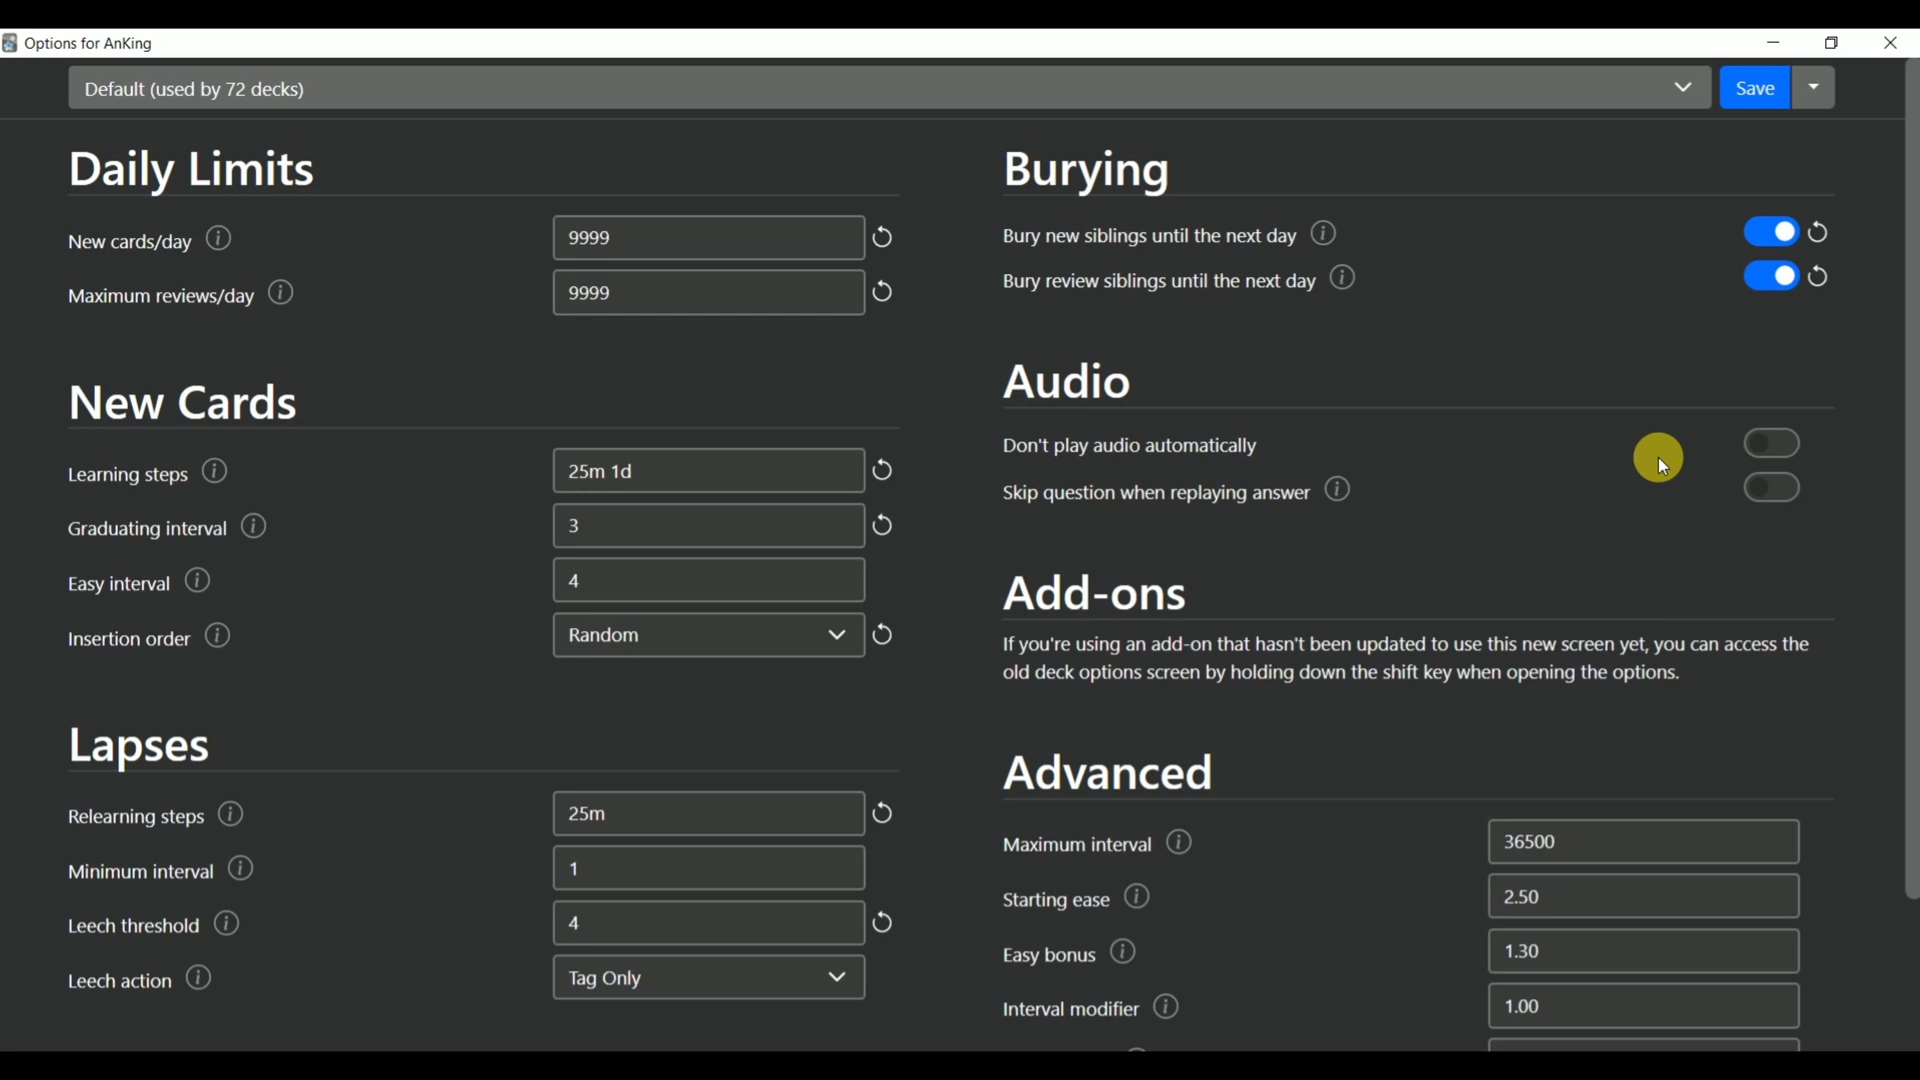 Options for AnKing
Default (used by 72 decks)
Save
Daily Limits
New cards/day
9999
Maximum reviews/day
9999
New Cards
Learning steps
25m 1d
Graduating interval
3
Easy interval
4
Insertion order
Random
Lapses
Relearning steps
25m
Minimum interval
1
Leech threshold
4
Leech action
Tag Only
Burying
Bury new siblings until the next day
Bury review siblings until the next day
Audio
Don't play audio automatically
Skip question when replaying answer
Add-ons
If you're using an add-on that hasn't been updated to use this new screen yet, you can access the
old deck options screen by holding down the shift key when opening the options.
Advanced
Maximum interval
36500
Starting ease
2.50
Easy bonus
1.30
Interval modifier
1.00